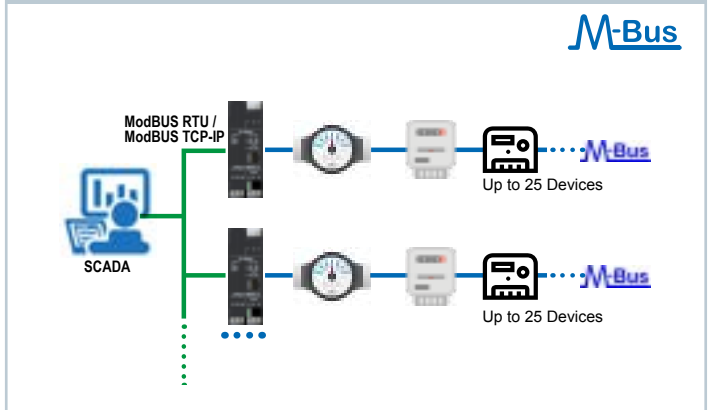 M-Bus
ModBUS RTU /
ModBUS TCP-IP
M-Bus
Up to 25 Devices
SCADA
M-Bus
Up to 25 Devices